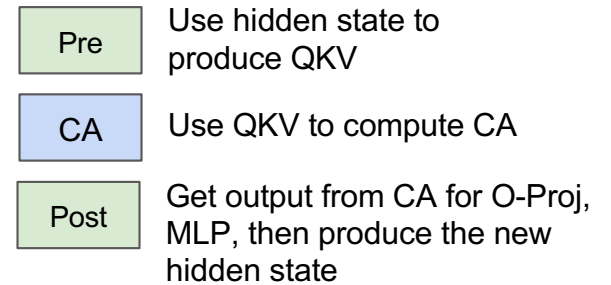 Pre
Use hidden state to
produce QKV
CA
Use QKV to compute CA
Post
Get output from CA for O-Proj,
MLP, then produce the new
hidden state